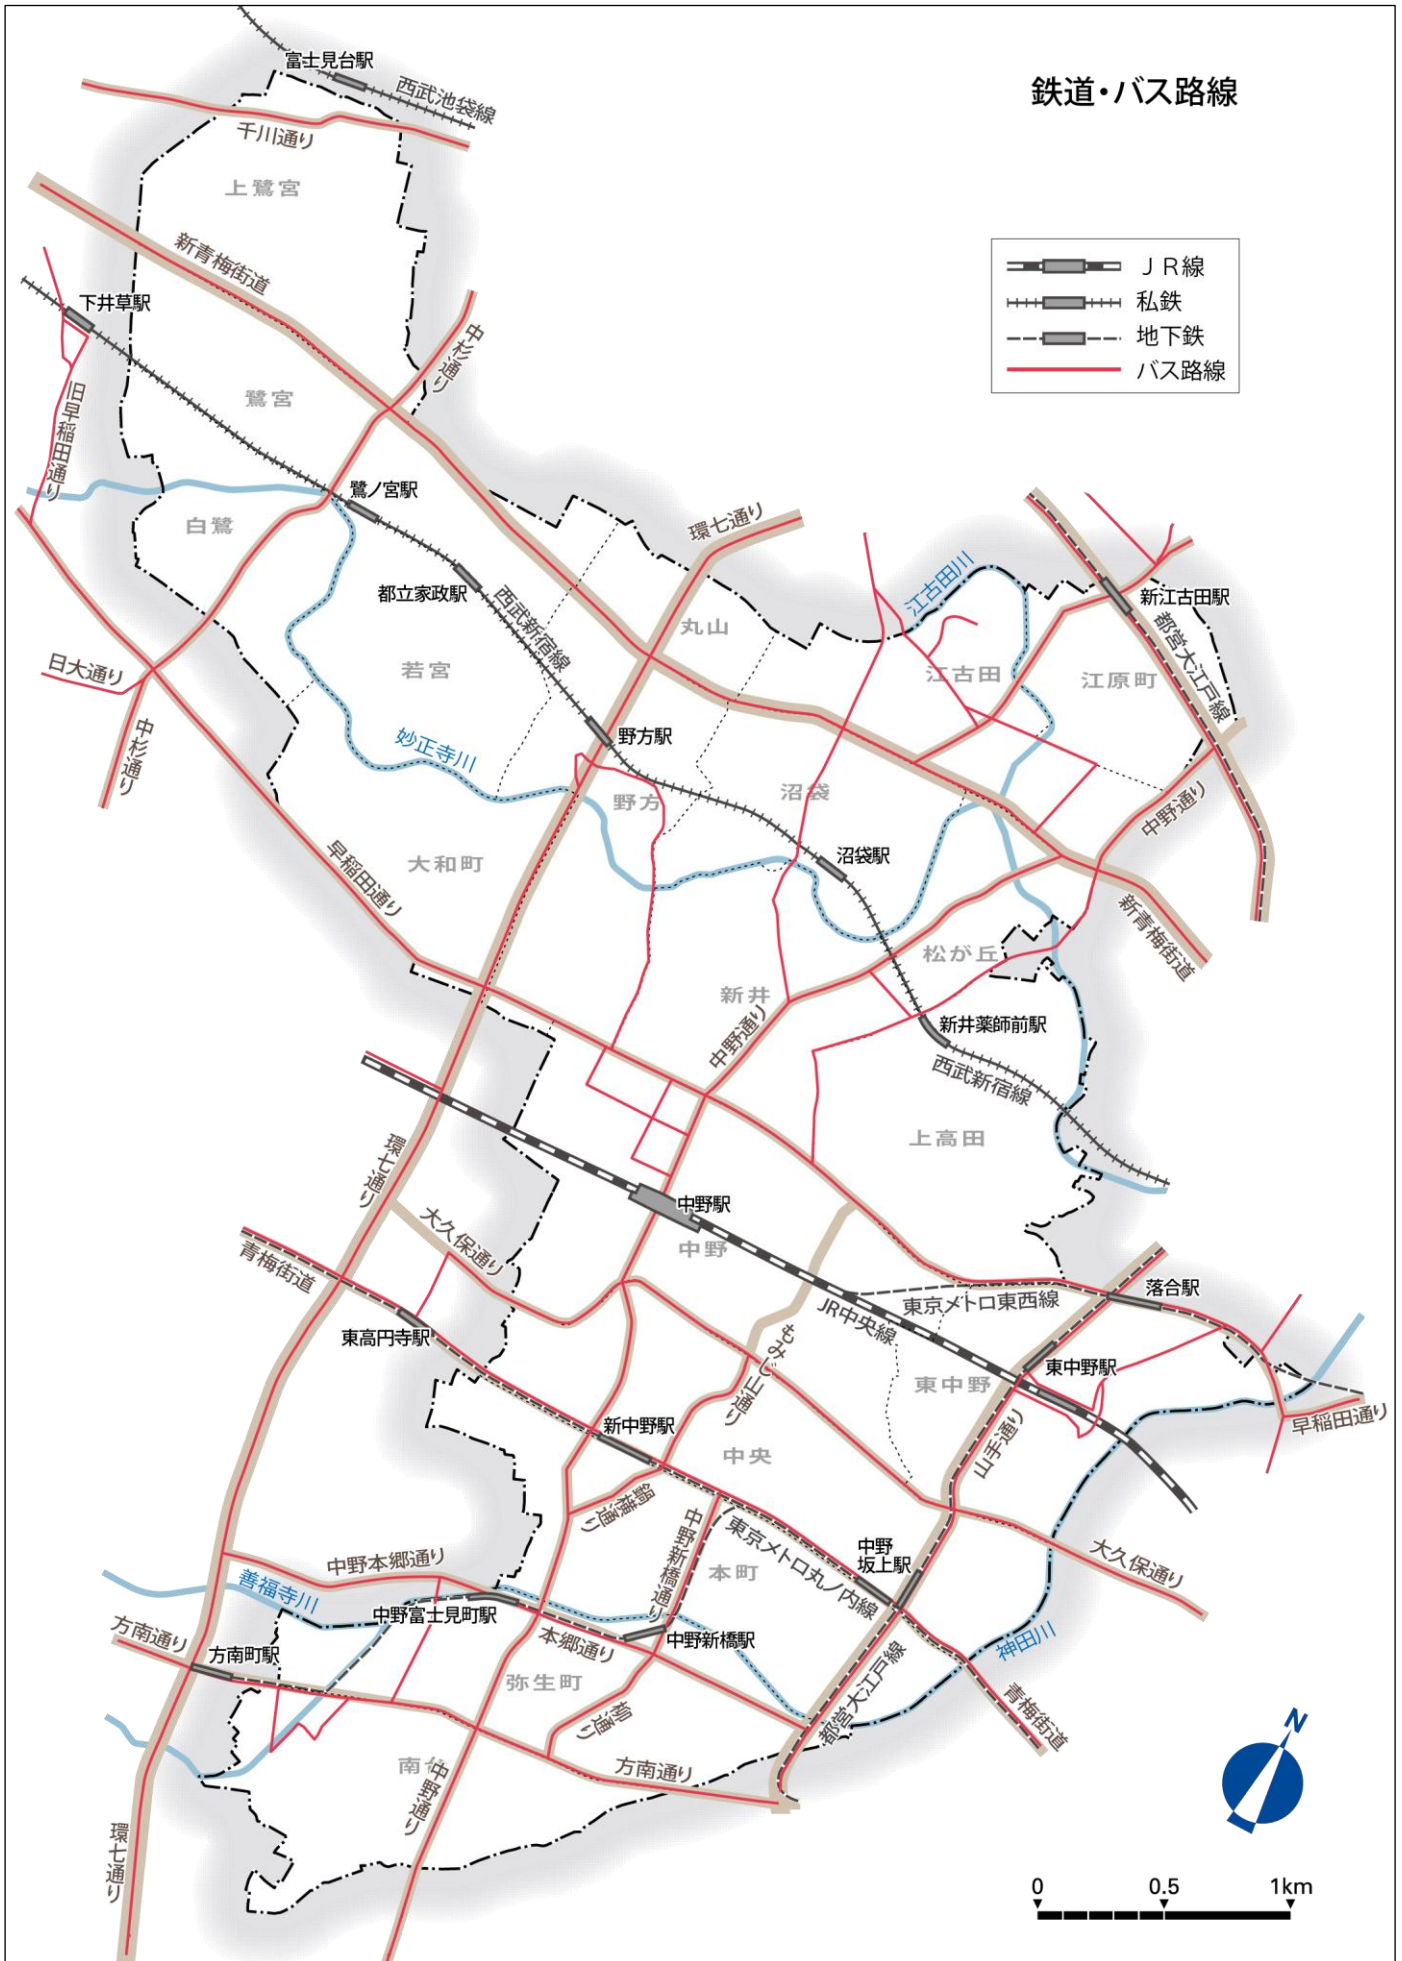 鉄道・バス路線
富士見台駅
西武池袋線
千川通り
上鷺宮
新青梅街道
JR線
私鉄
地下鉄
バス路線
下井草駅
中杉通り
旧早稲田通り
鷺宮
鷺ノ宮駅
白鷺
環七通り
都立家政駅
西武新宿線
江古田川
新江古田駅
都営大江戸線
丸山
若宮
江古田
江原町
日大通り
中杉通り
妙正寺川
野方駅
野方
沼袋
中野通り
大和町
早稲田通り
沼袋駅
新青梅街道
松が丘
新井
中野通り
新井薬師前駅
西武新宿線
上高田
環七通り
中野駅
中野
大久保通り
青梅街道
東高円寺駅
JR中央線
東京メトロ東西線
落合駅
もみじ山通り
東中野駅
東中野
早稲田通り
山手通り
新中野駅
中央
鍋横通り
中野新橋通り
東京メトロ丸ノ内線
中野
坂上駅
本町
大久保通り
中野本郷通り
善福寺川
中野富士見町駅
方南通り
方南町駅
本郷通り
中野新橋駅
弥生町
柳通り
都営大江戸線
神田川
青梅街道
方南通り
中野通り
環七通り
N
0 0.5 1km